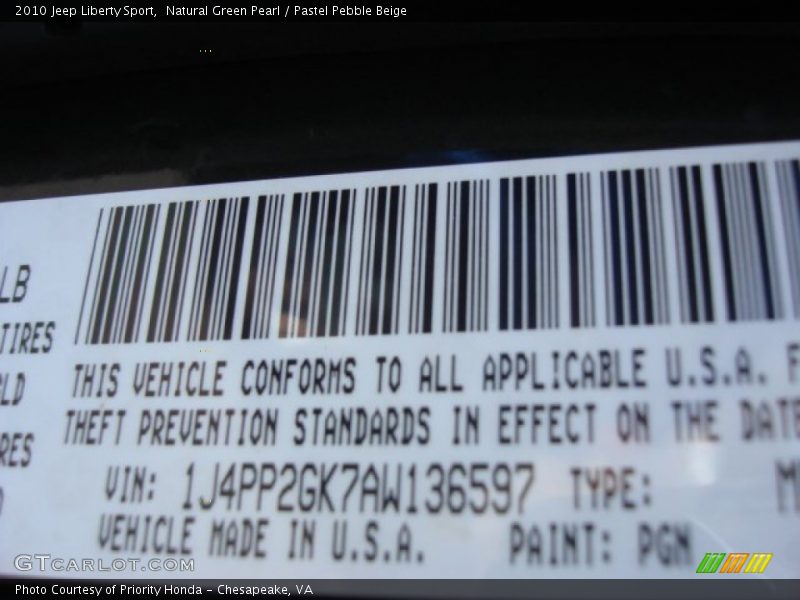 2010 Jeep Liberty Sport,  Natural Green Pearl / Pastel Pebble Beige
LB
TIRES
LD
RES
THIS VEHICLE CONFORMS TO ALL APPLICABLE U.S.A. F
THEFT PREVENTION STANDARDS IN EFFECT ON THE DATE
VIN: 1J4PP2GK7AW136597 TYPE: M
VEHICLE MADE IN U.S.A. PAINT: PGN
GTCARLOT.COM
Photo Courtesy of Priority Honda - Chesapeake, VA